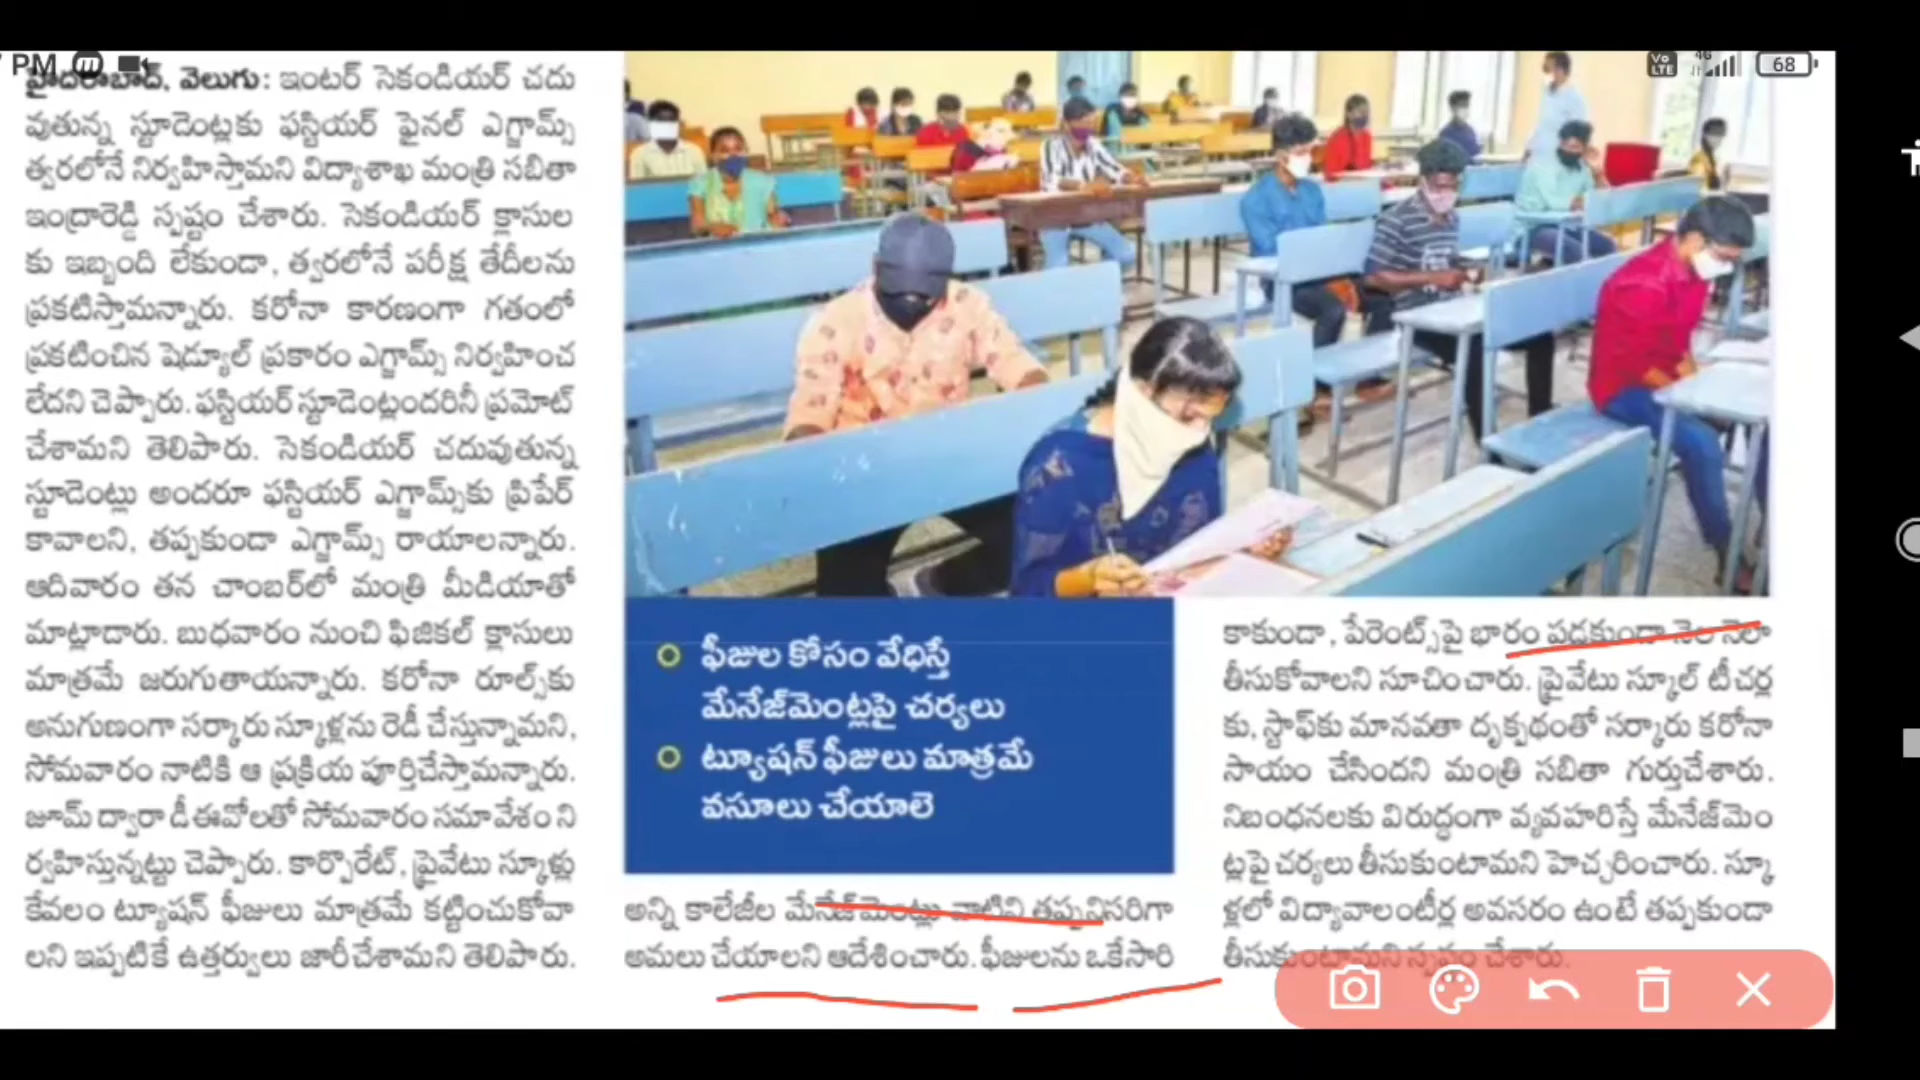 PM
VoLTE
4G
68
హైదరాబాద్, వెలుగు: ఇంటర్ సెకండియర్ చదు
వుతున్న స్టూడెంట్లకు ఫస్టియర్ ఫైనల్ ఎగ్జామ్స్
త్వరలోనే నిర్వహిస్తామని విద్యాశాఖ మంత్రి సబితా
ఇంద్రారెడ్డి స్పష్టం చేశారు. సెకండియర్ క్లాసుల
కు ఇబ్బంది లేకుండా, త్వరలోనే పరీక్ష తేదీలను
ప్రకటిస్తామన్నారు. కరోనా కారణంగా గతంలో
ప్రకటించిన షెడ్యూల్ ప్రకారం ఎగ్జామ్స్ నిర్వహించ
లేదని చెప్పారు. ఫస్టియర్ స్టూడెంట్లందరినీ ప్రమోట్
చేశామని తెలిపారు. సెకండియర్ చదువుతున్న
స్టూడెంట్లు అందరూ ఫస్టియర్ ఎగ్జామ్స్‌కు ప్రిపేర్
కావాలని, తప్పకుండా ఎగ్జామ్స్ రాయాలన్నారు.
ఆదివారం తన చాంబర్‌లో మంత్రి మీడియాతో
మాట్లాడారు. బుధవారం నుంచి ఫిజికల్ క్లాసులు
మాత్రమే జరుగుతాయన్నారు. కరోనా రూల్స్‌కు
అనుగుణంగా సర్కారు స్కూళ్లను రెడీ చేస్తున్నామని,
సోమవారం నాటికి ఆ ప్రక్రియ పూర్తిచేస్తామన్నారు.
జూమ్ ద్వారా డీఈవోలతో సోమవారం సమావేశం ని
ర్వహిస్తున్నట్టు చెప్పారు. కార్పొరేట్, ప్రైవేటు స్కూళ్లు
కేవలం ట్యూషన్ ఫీజులు మాత్రమే కట్టించుకోవా
లని ఇప్పటికే ఉత్తర్వులు జారీచేశామని తెలిపారు.
ఫీజుల కోసం వేధిస్తే
మేనేజ్‌మెంట్లపై చర్యలు
ట్యూషన్ ఫీజులు మాత్రమే
వసూలు చేయాలె
అన్ని కాలేజీల మేనేజ్‌మెంట్లు వాటిని తప్పనిసరిగా
అమలు చేయాలని ఆదేశించారు. ఫీజులను ఒకేసారి
కాకుండా, పేరెంట్స్‌పై భారం పడకుండా నెల నెలా
తీసుకోవాలని సూచించారు. ప్రైవేటు స్కూల్ టీచర్ల
కు, స్టాఫ్‌కు మానవతా దృక్పథంతో సర్కారు కరోనా
సాయం చేసిందని మంత్రి సబితా గుర్తుచేశారు.
నిబంధనలకు విరుద్ధంగా వ్యవహరిస్తే మేనేజ్‌మెం
ట్లపై చర్యలు తీసుకుంటామని హెచ్చరించారు. స్కూ
ళ్లలో విద్యావాలంటీర్ల అవసరం ఉంటే తప్పకుండా
తీసుకుంటామని స్పష్టం చేశారు.